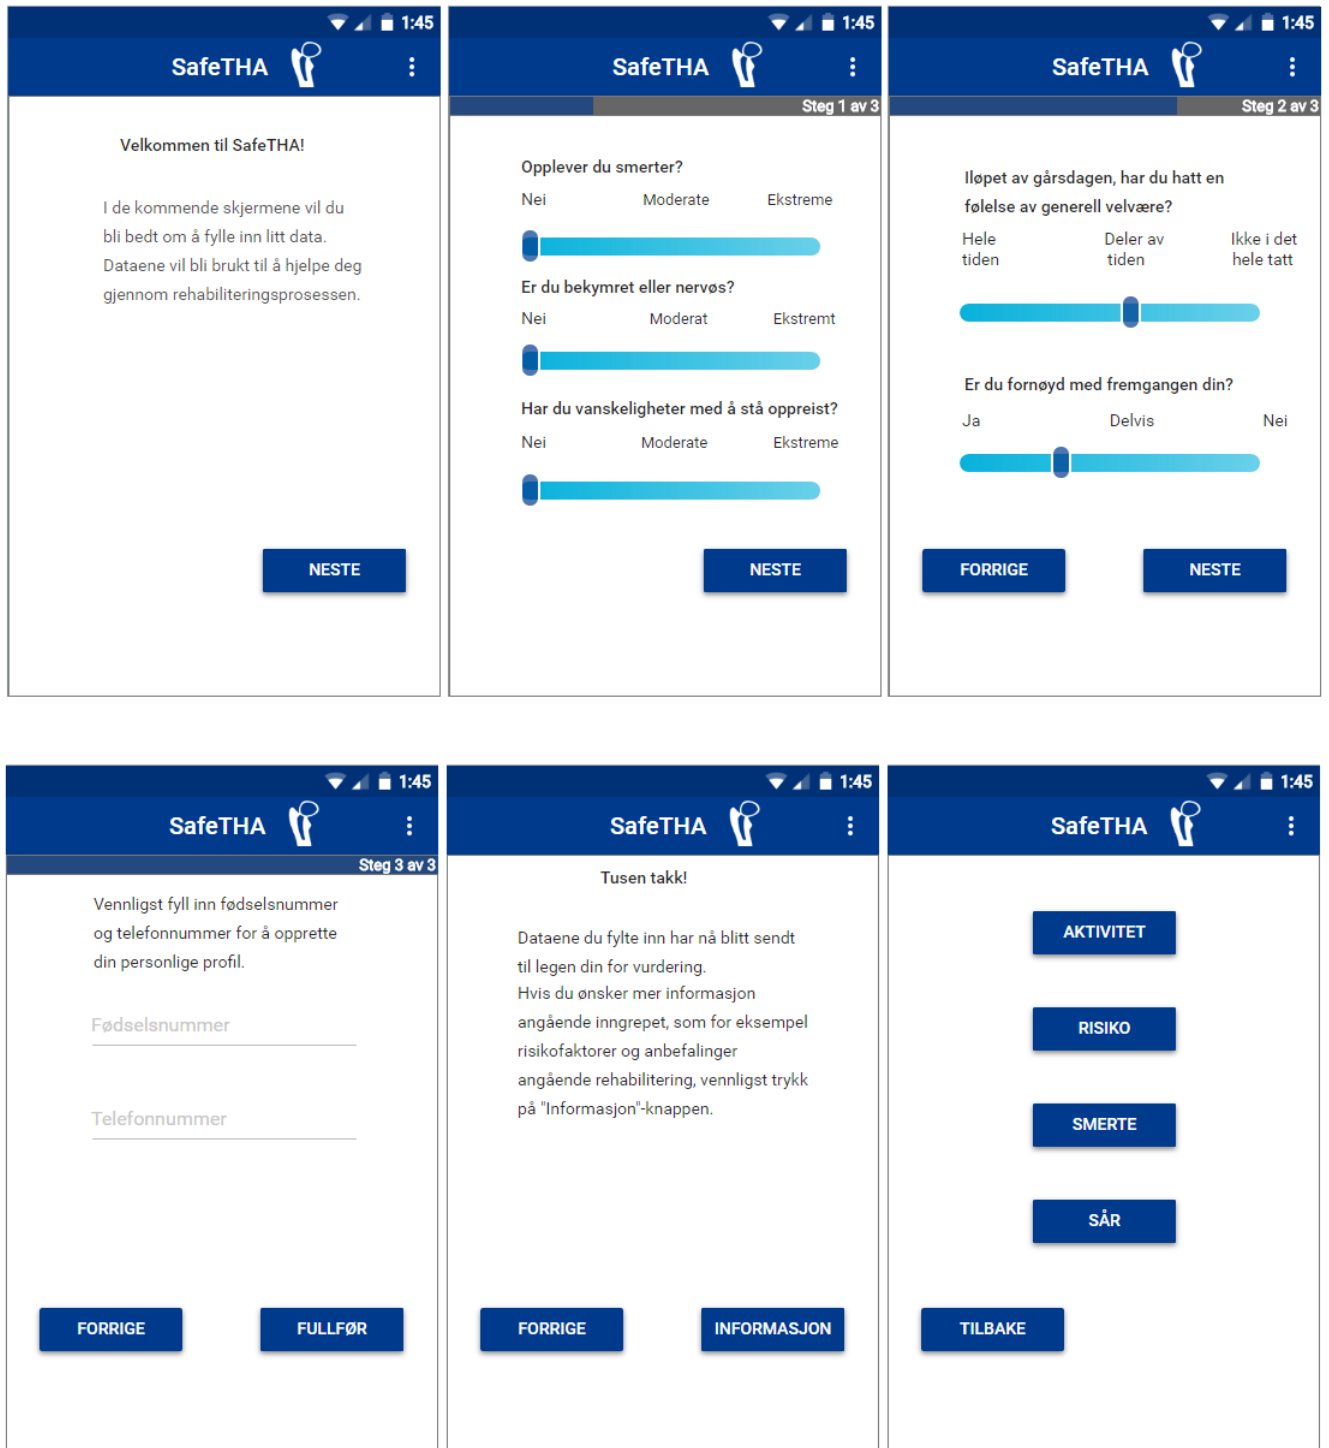 1:45
SafeTHA
Velkommen til SafeTHA!
I de kommende skjermene vil du
bli bedt om å fylle inn litt data.
Dataene vil bli brukt til å hjelpe deg
gjennom rehabiliteringsprosessen.
NESTE
1:45
SafeTHA
Steg 1 av 3
Opplever du smerter?
Nei Moderate Ekstreme
Er du bekymret eller nervøs?
Nei Moderat Ekstremt
Har du vanskeligheter med å stå oppreist?
Nei Moderate Ekstreme
NESTE
1:45
SafeTHA
Steg 2 av 3
Iløpet av gårsdagen, har du hatt en
følelse av generell velvære?
Hele Deler av Ikke i det
tiden tiden hele tatt
Er du fornøyd med fremgangen din?
Ja Delvis Nei
FORRIGE NESTE
1:45
SafeTHA
Steg 3 av 3
Vennligst fyll inn fødselsnummer
og telefonnummer for å opprette
din personlige profil.
Fødselsnummer
Telefonnummer
FORRIGE FULLFØR
1:45
SafeTHA
Tusen takk!
Dataene du fylte inn har nå blitt sendt
til legen din for vurdering.
Hvis du ønsker mer informasjon
angående inngrepet, som for eksempel
risikofaktorer og anbefalinger
angående rehabilitering, vennligst trykk
på "Informasjon"-knappen.
FORRIGE INFORMASJON
1:45
SafeTHA
AKTIVITET
RISIKO
SMERTE
SÅR
TILBAKE